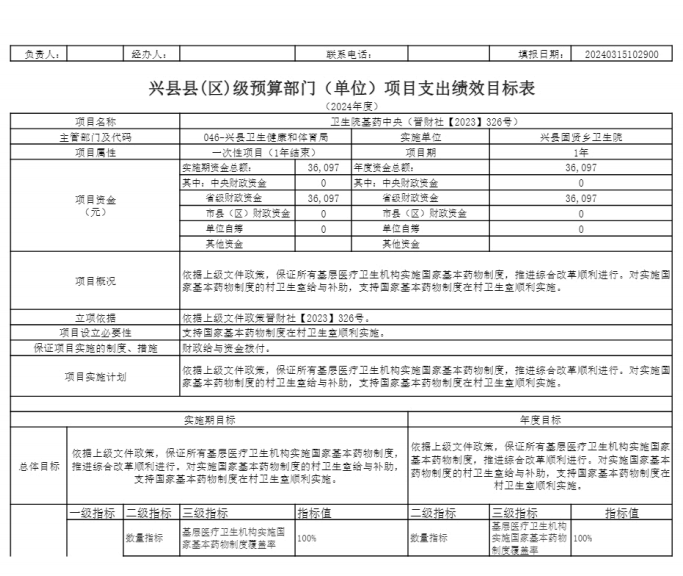 负责人： 经办人： 联系电话： 填报日期： 20240315102900
兴县县(区)级预算部门（单位）项目支出绩效目标表
（2024年度）
项目名称 卫生院基药中央（晋财社【2023】326号）
主管部门及代码 046-兴县卫生健康和体育局 实施单位 兴县固贤乡卫生院
项目属性 一次性项目（1年结束） 项目期 1年
项目资金
（元）
实施期资金总额： 36,097 年度资金总额： 36,097
其中：中央财政资金 0 其中：中央财政资金 0
省级财政资金 36,097 省级财政资金 36,097
市县（区）财政资金 0 市县（区）财政资金 0
单位自筹 0 单位自筹 0
其他资金 其他资金
项目概况
依据上级文件政策，保证所有基层医疗卫生机构实施国家基本药物制度，推进综合改革顺利进行。对实施国
家基本药物制度的村卫生室给与补助，支持国家基本药物制度在村卫生室顺利实施。
立项依据 依据上级文件政策晋财社【2023】326号。
项目设立必要性 支持国家基本药物制度在村卫生室顺利实施。
保证项目实施的制度、措施 财政给与资金拨付。
项目实施计划
依据上级文件政策，保证所有基层医疗卫生机构实施国家基本药物制度，推进综合改革顺利进行。对实施国
家基本药物制度的村卫生室给与补助，支持国家基本药物制度在村卫生室顺利实施。
实施期目标 年度目标
总体目标
依据上级文件政策，保证所有基层医疗卫生机构实施国家基本药物制度，
推进综合改革顺利进行。对实施国家基本药物制度的村卫生室给与补助，
支持国家基本药物制度在村卫生室顺利实施。
依据上级文件政策，保证所有基层医疗卫生机构实施国家
基本药物制度，推进综合改革顺利进行。对实施国家基本
药物制度的村卫生室给与补助，支持国家基本药物制度在
村卫生室顺利实施。
一级指标 二级指标 三级指标 指标值 二级指标 三级指标 指标值
数量指标
基层医疗卫生机构实施国
家基本药物制度覆盖率
100%
数量指标
基层医疗卫生机构
实施国家基本药物
制度覆盖率
100%